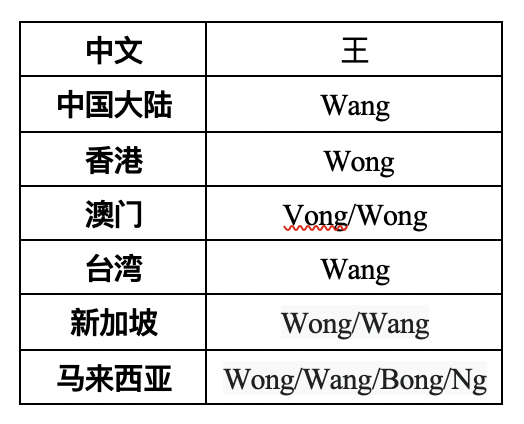 中文 王
中国大陆 Wang
香港 Wong
澳门 Vong/Wong
台湾 Wang
新加坡 Wong/Wang
马来西亚 Wong/Wang/Bong/Ng